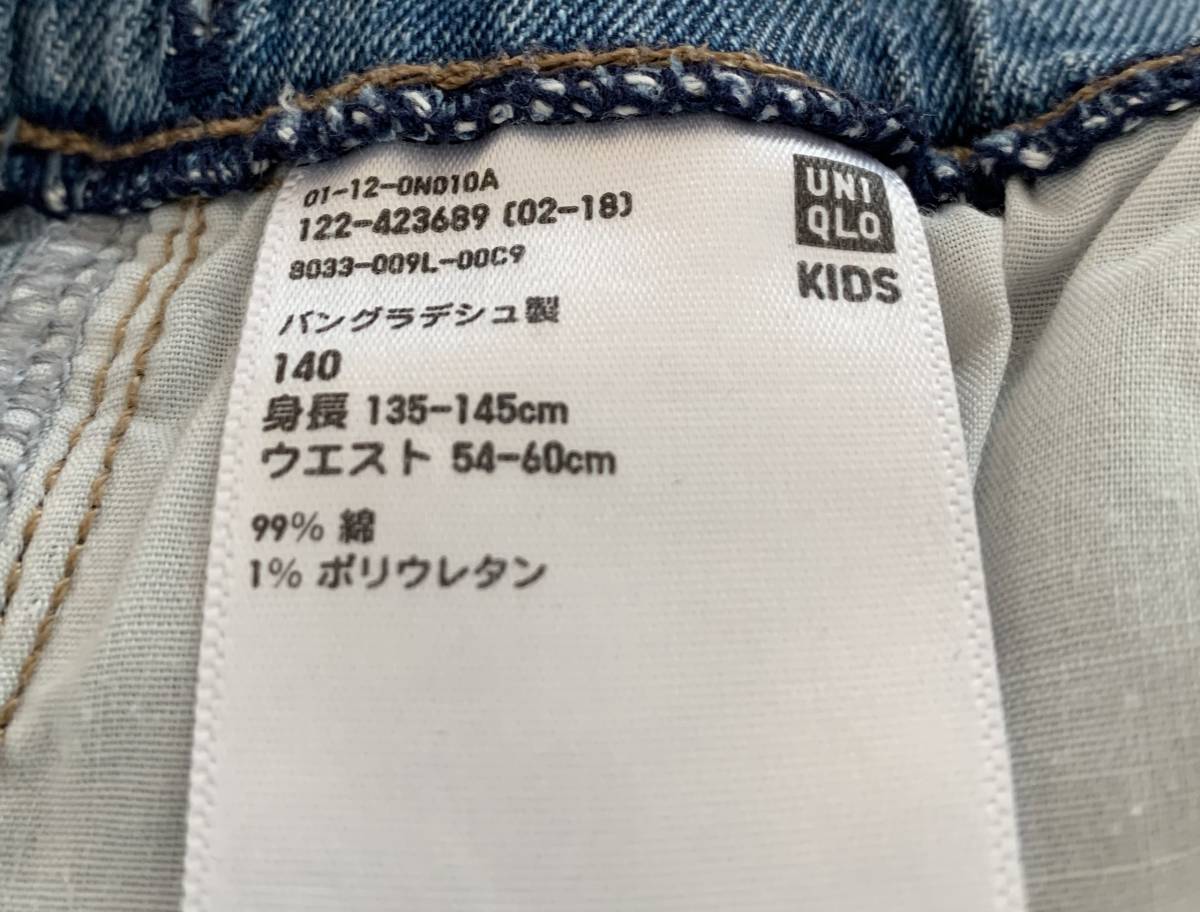 01-12-0N010A
122-423689 (02-18)
8033-009L-00C9
バングラデシュ製
140
身長 135-145cm
ウエスト 54-60cm
99% 綿
1% ポリウレタン
UNI
QLO
KIDS